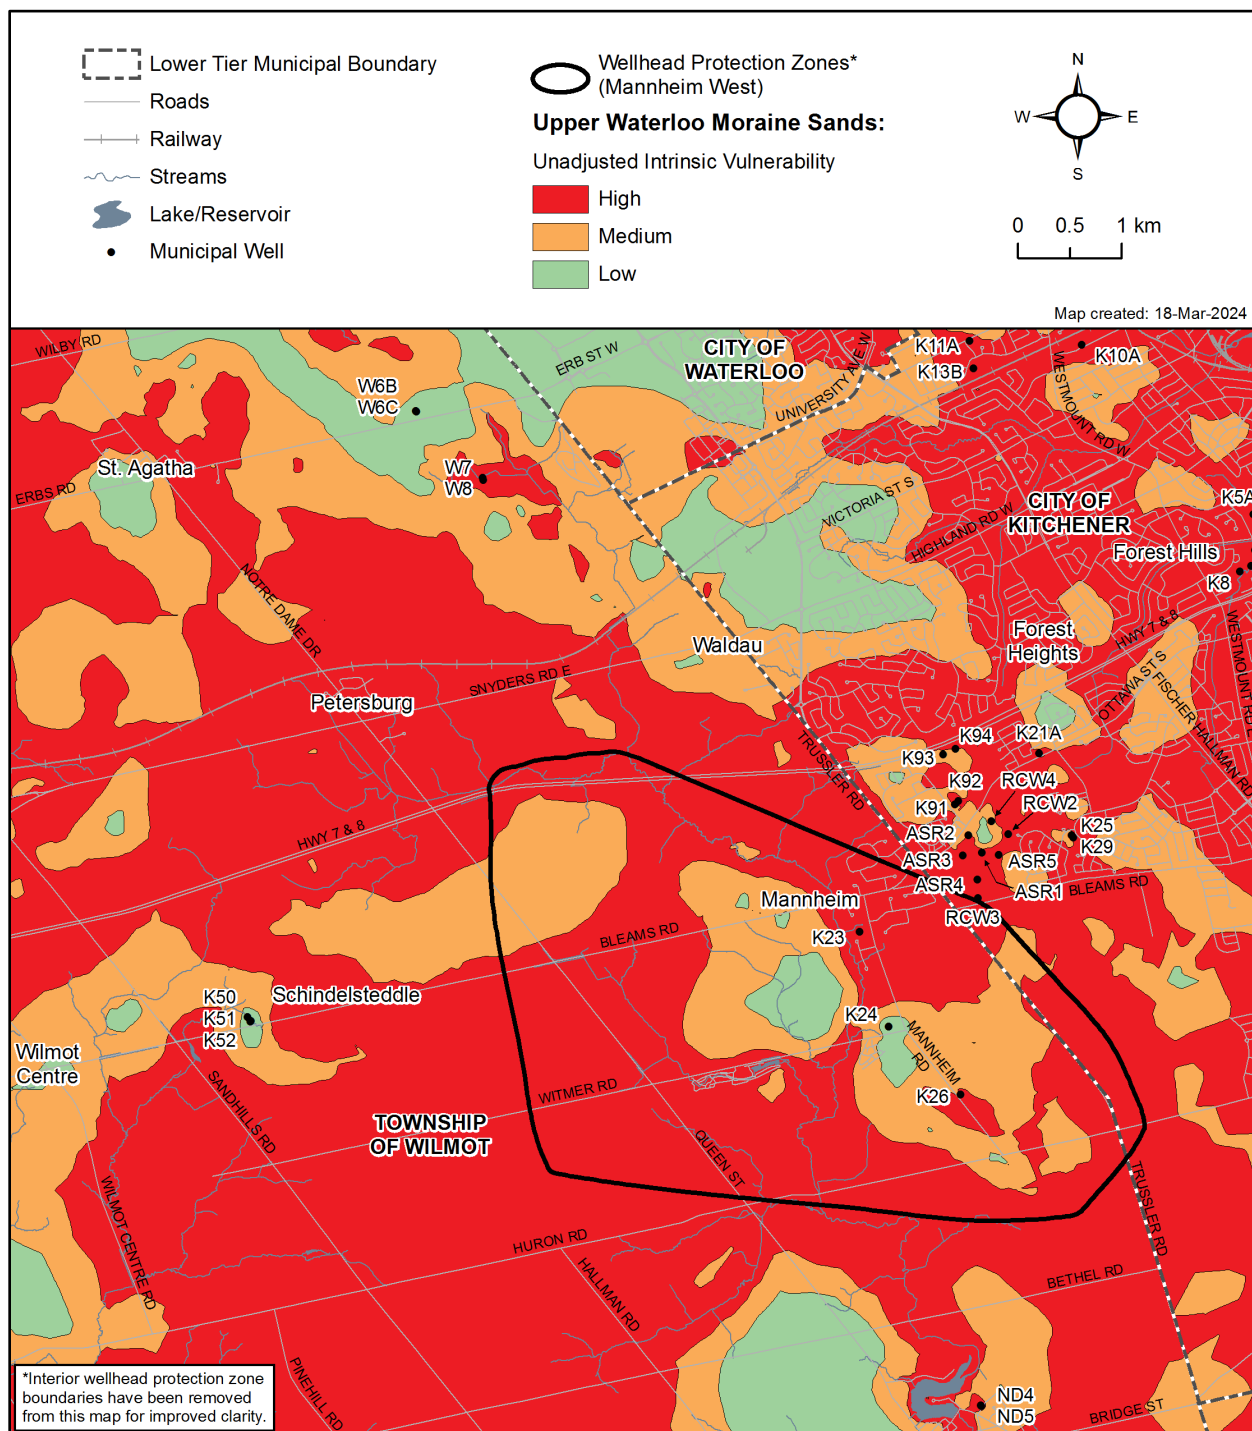 Lower Tier Municipal Boundary
Roads
Railway
Streams
Lake/Reservoir
Municipal Well
Wellhead Protection Zones*
(Mannheim West)
Upper Waterloo Moraine Sands:
Unadjusted Intrinsic Vulnerability
High
Medium
Low
N
W
E
S
0 0.5 1 km
Map created: 18-Mar-2024
WILBY RD
ERB ST W
CITY OF
WATERLOO
UNIVERSITY AVE W
K11A
K13B
K10A
WESTMOUNT RD W
W6B
W6C
St. Agatha
ERBS RD
W7
W8
VICTORIA ST S
HIGHLAND RD W
CITY OF
KITCHENER
K5A
Forest Hills
K8
NOTRE DAME DR
Waldau
Forest
Heights
HWY 7 & 8
WESTMOUNT RD E
OTTAWA ST S
FISCHER HALLMAN RD
SNYDERS RD E
Petersburg
TRUSSLER RD
K94
K93
K21A
K92
RCW4
K91
RCW2
HWY 7 & 8
ASR2
K25
K29
ASR3
ASR5
ASR4
ASR1
BLEAMS RD
Mannheim
RCW3
K23
BLEAMS RD
K50
K51
K52
Schindelsteddle
K24
MANNHEIM
RD
Wilmot
Centre
SANDHILLS RD
WITMER RD
K26
TOWNSHIP
OF WILMOT
QUEEN ST
WILMOT CENTRE RD
TRUSSLER RD
HURON RD
HALLMAN RD
BETHEL RD
PINEHILL RD
ND4
ND5
BRIDGE ST
*Interior wellhead protection zone
boundaries have been removed
from this map for improved clarity.